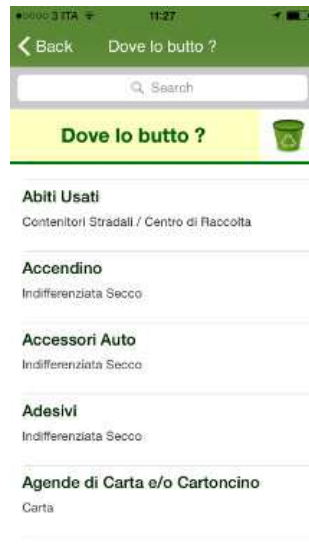 3 ITA 11:27
Back Dove lo butto ?
Search
Dove lo butto ?
Abiti Usati
Contenitori Stradali / Centro di Raccolta
Accendino
Indifferenziata Secco
Accessori Auto
Indifferenziata Secco
Adesivi
Indifferenziata Secco
Agende di Carta e/o Cartoncino
Carta